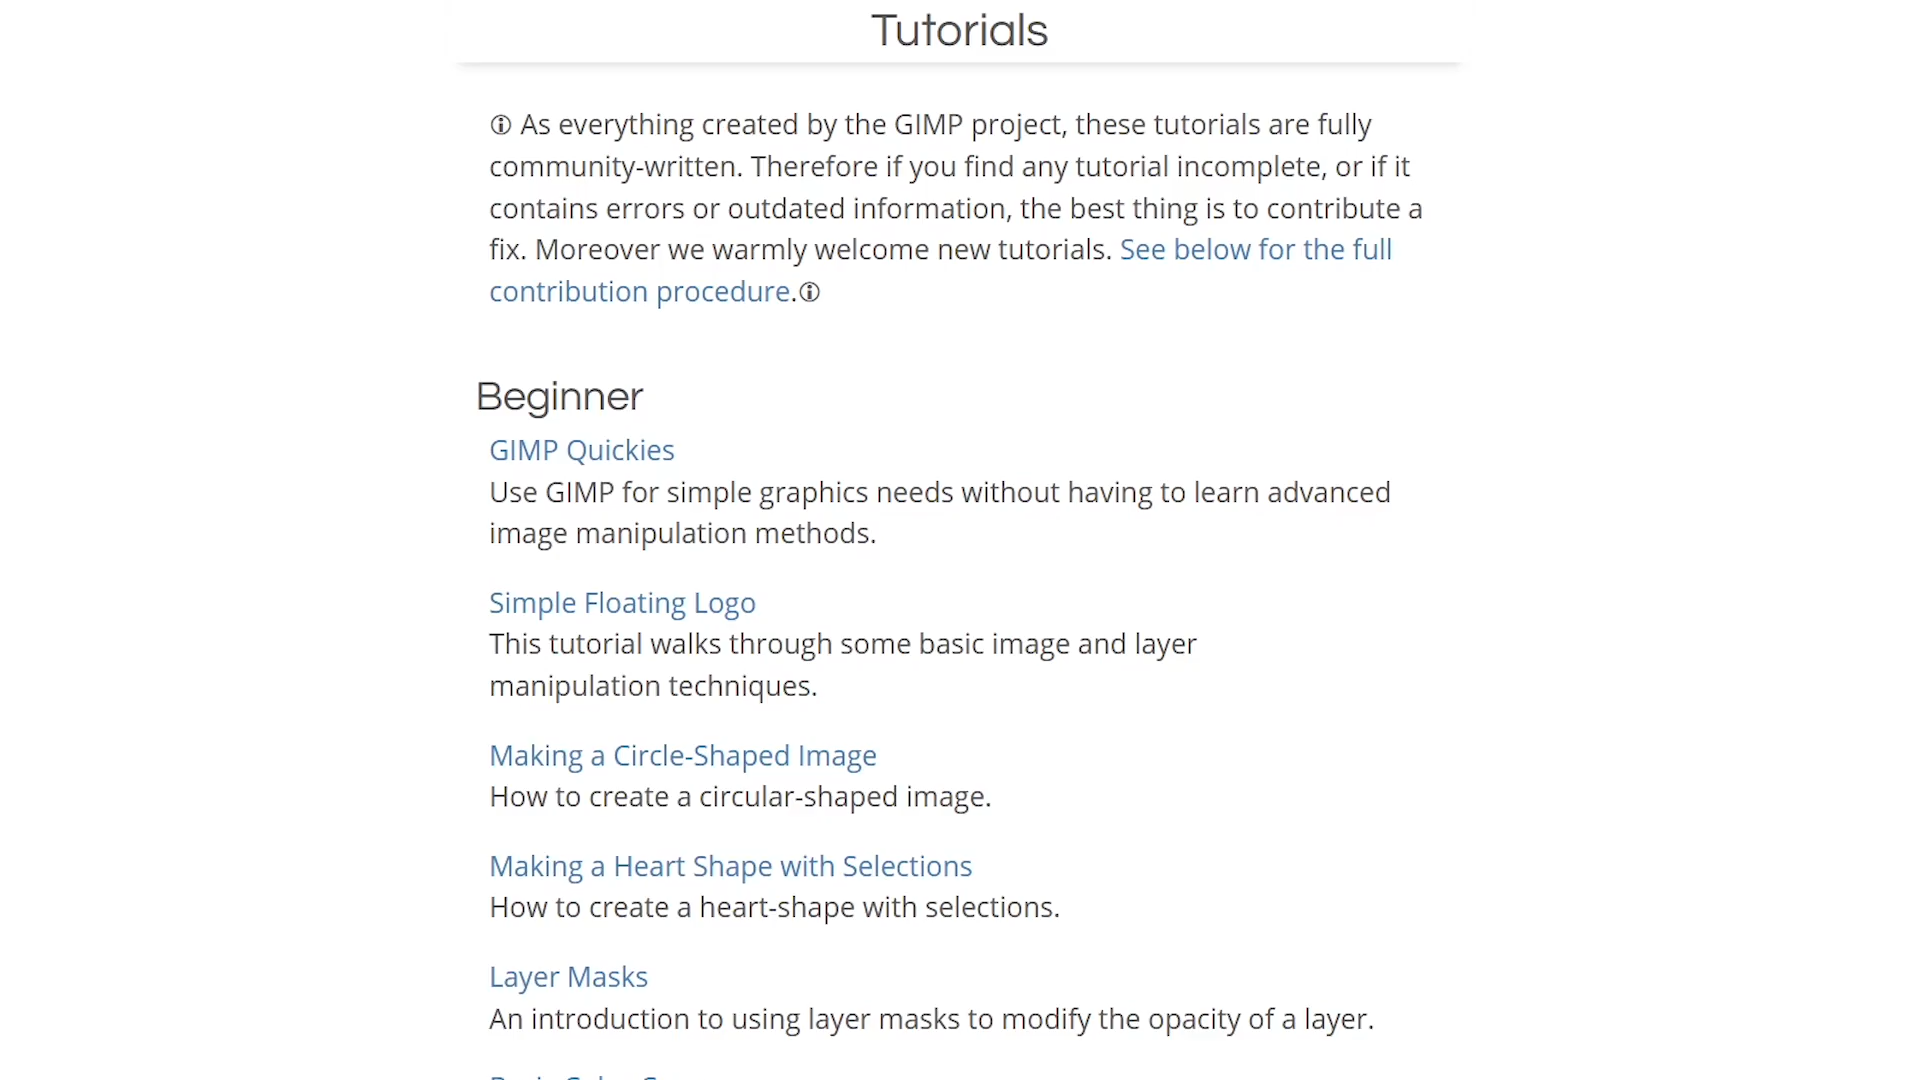 Tutorials
🛈 As everything created by the GIMP project, these tutorials are fully
community-written. Therefore if you find any tutorial incomplete, or if it
contains errors or outdated information, the best thing is to contribute a
fix. Moreover we warmly welcome new tutorials. See below for the full
contribution procedure.🛈
Beginner
GIMP Quickies
Use GIMP for simple graphics needs without having to learn advanced
image manipulation methods.
Simple Floating Logo
This tutorial walks through some basic image and layer
manipulation techniques.
Making a Circle-Shaped Image
How to create a circular-shaped image.
Making a Heart Shape with Selections
How to create a heart-shape with selections.
Layer Masks
An introduction to using layer masks to modify the opacity of a layer.